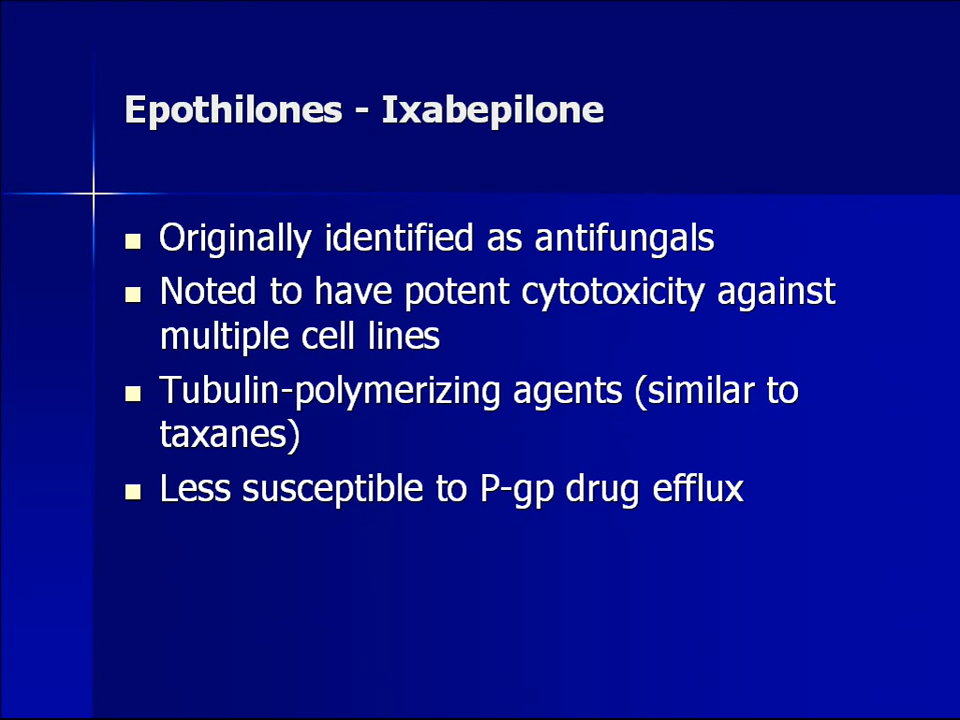 Epothilones - Ixabepilone
Originally identified as antifungals
Noted to have potent cytotoxicity against
multiple cell lines
Tubulin-polymerizing agents (similar to
taxanes)
Less susceptible to P-gp drug efflux